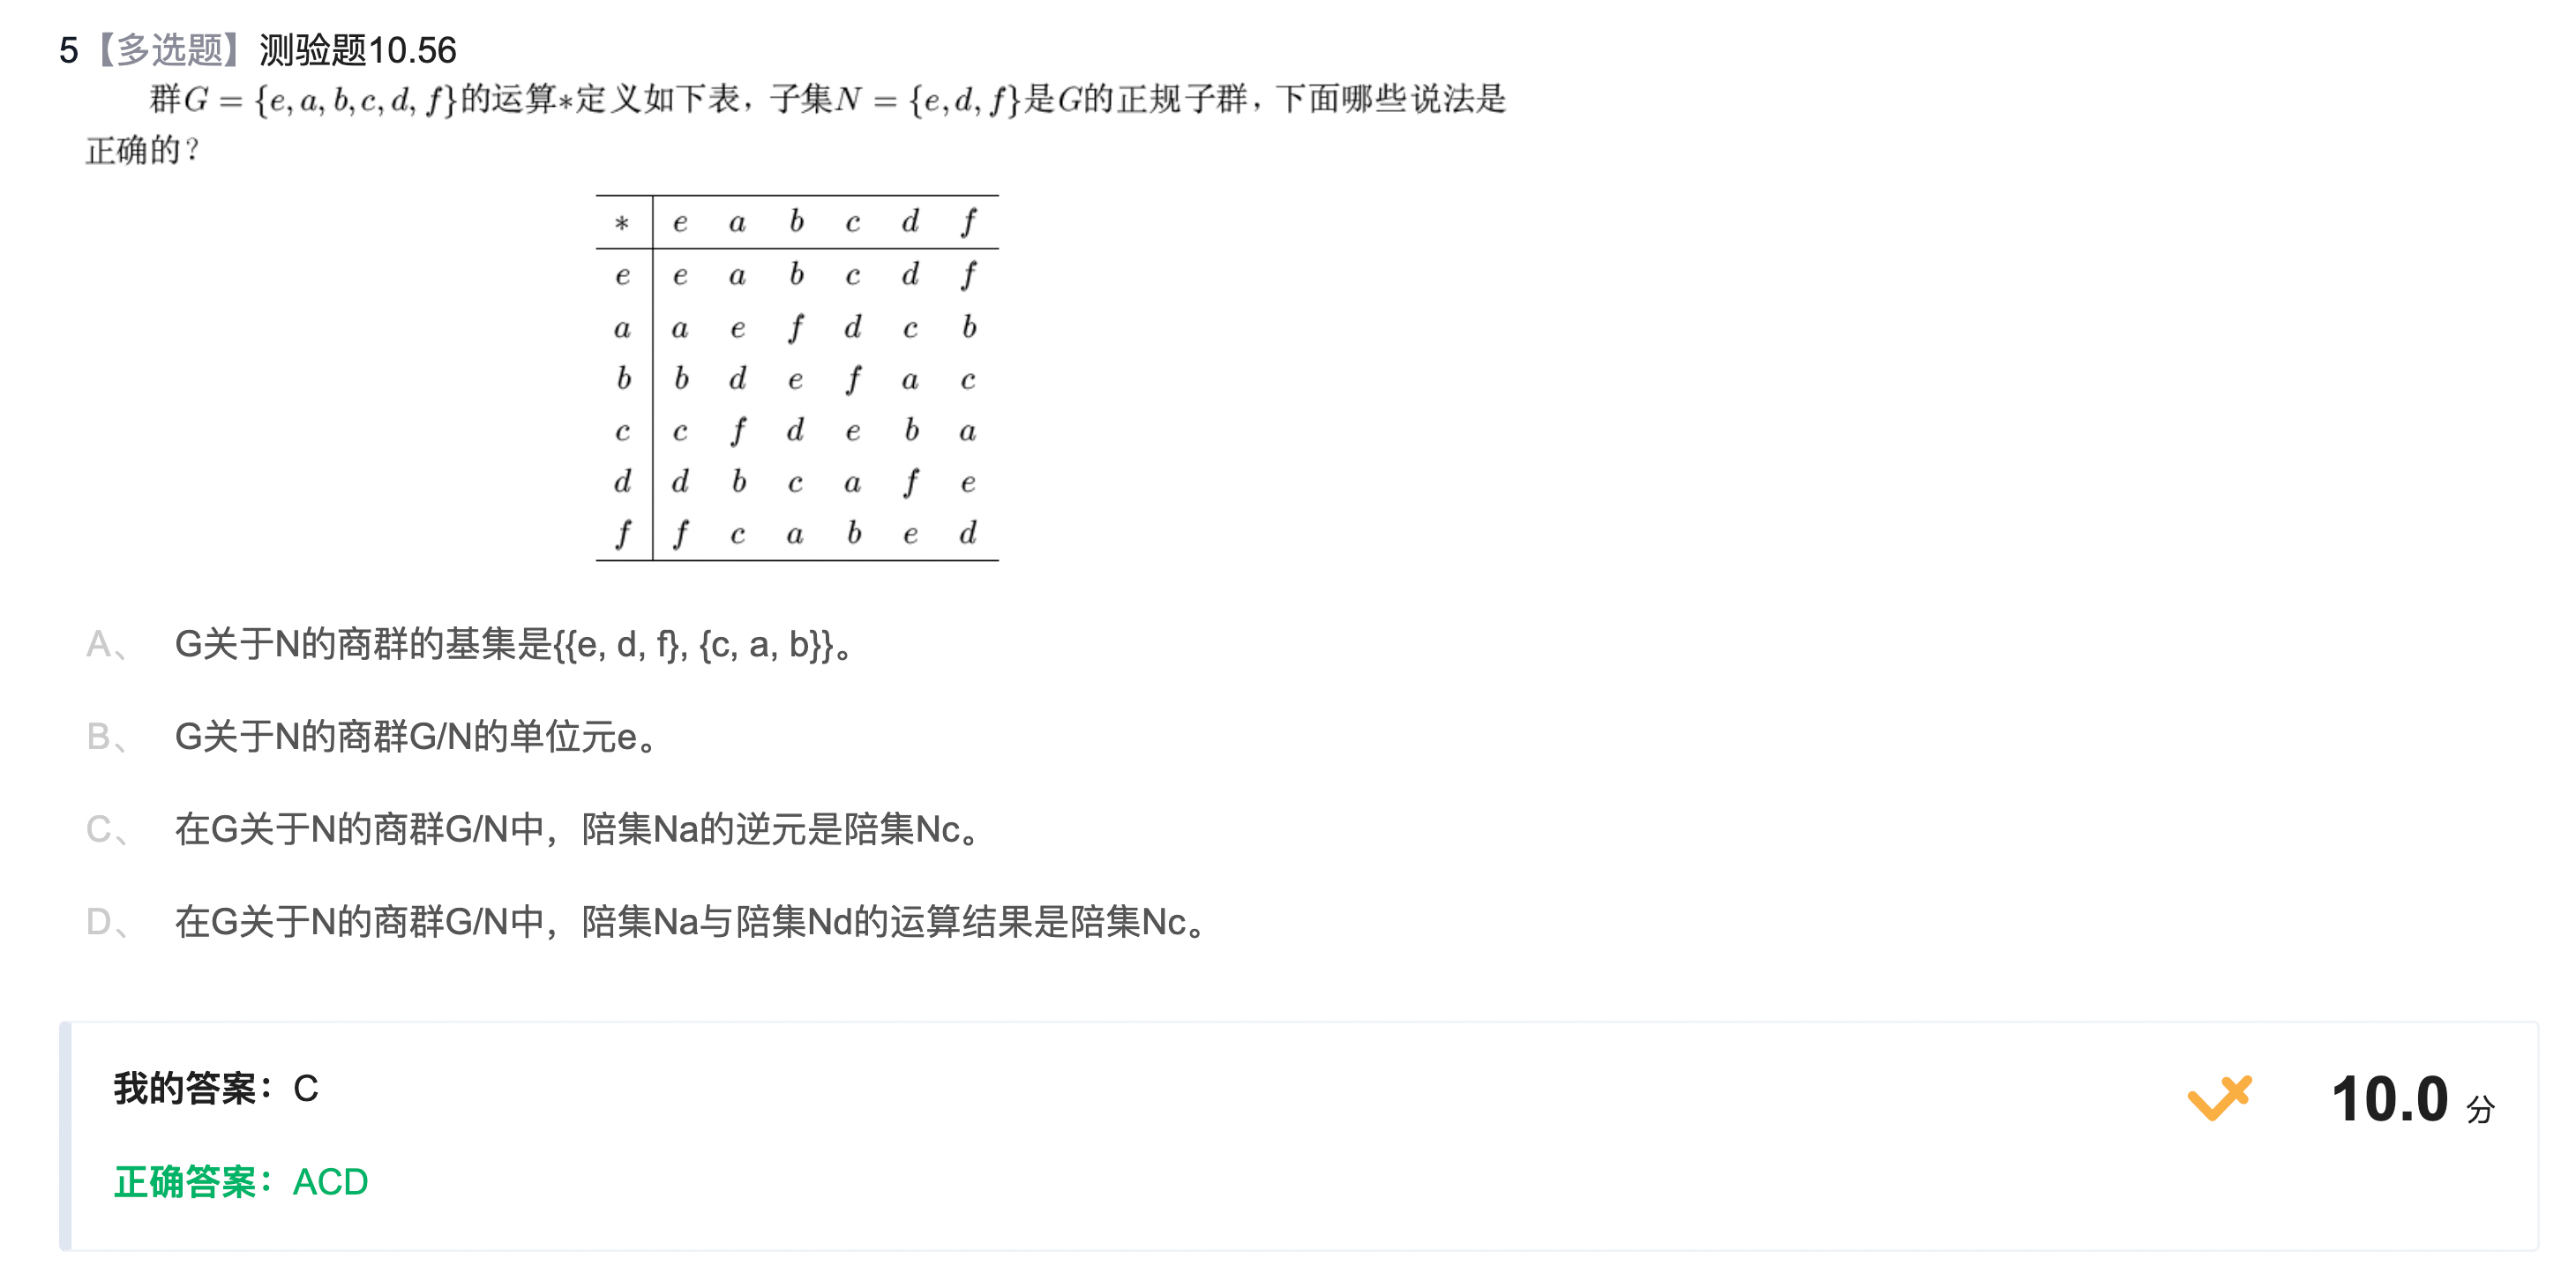 5【多选题】测验题10.56
群G = {e, a, b, c, d, f}的运算*定义如下表，子集N = {e, d, f}是G的正规子群，下面哪些说法是
正确的？
* e a b c d f
e e a b c d f
a a e f d c b
b b d e f a c
c c f d e b a
d d b c a f e
f f c a b e d
A、 G关于N的商群的基集是{{e, d, f}, {c, a, b}}。
B、 G关于N的商群G/N的单位元e。
C、 在G关于N的商群G/N中，陪集Na的逆元是陪集Nc。
D、 在G关于N的商群G/N中，陪集Na与陪集Nd的运算结果是陪集Nc。
我的答案：C
10.0 分
正确答案：ACD